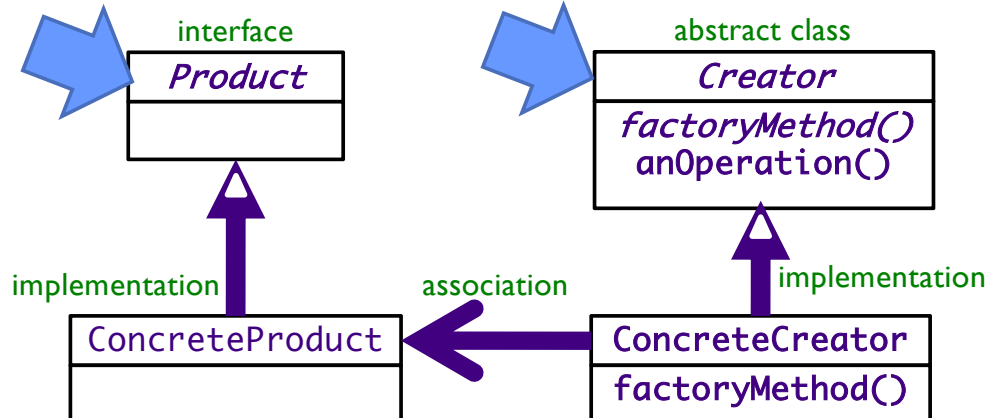 interface
Product
abstract class
Creator
factoryMethod()
anOperation()
implementation
association
implementation
ConcreteProduct
ConcreteCreator
factoryMethod()